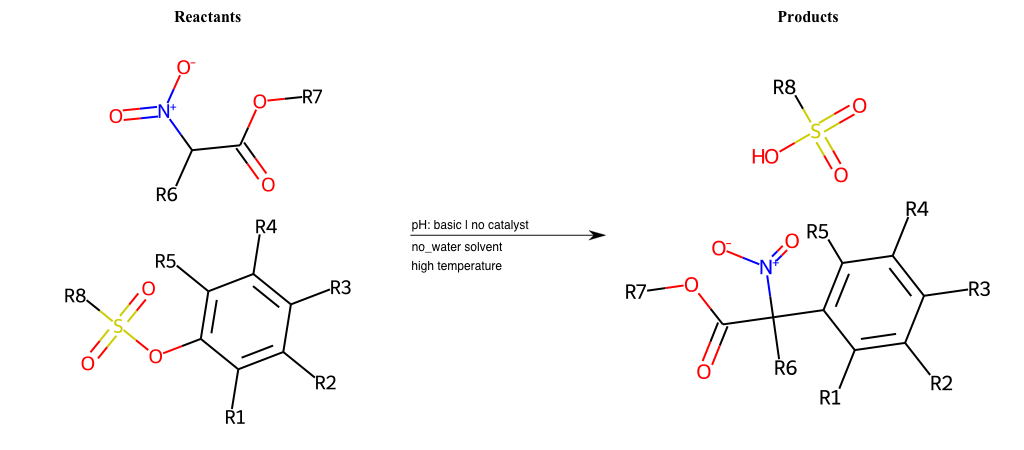 Reactants
Products
O-
O
N+
O
R7
O
R6
R8
O
S
HO
O
R4
R5
R3
R8
O
S
O
O
R2
R1
pH: basic | no catalyst
no_water solvent
high temperature
R4
R5
O-
O
N+
R7
O
R3
O
R6
R1
R2